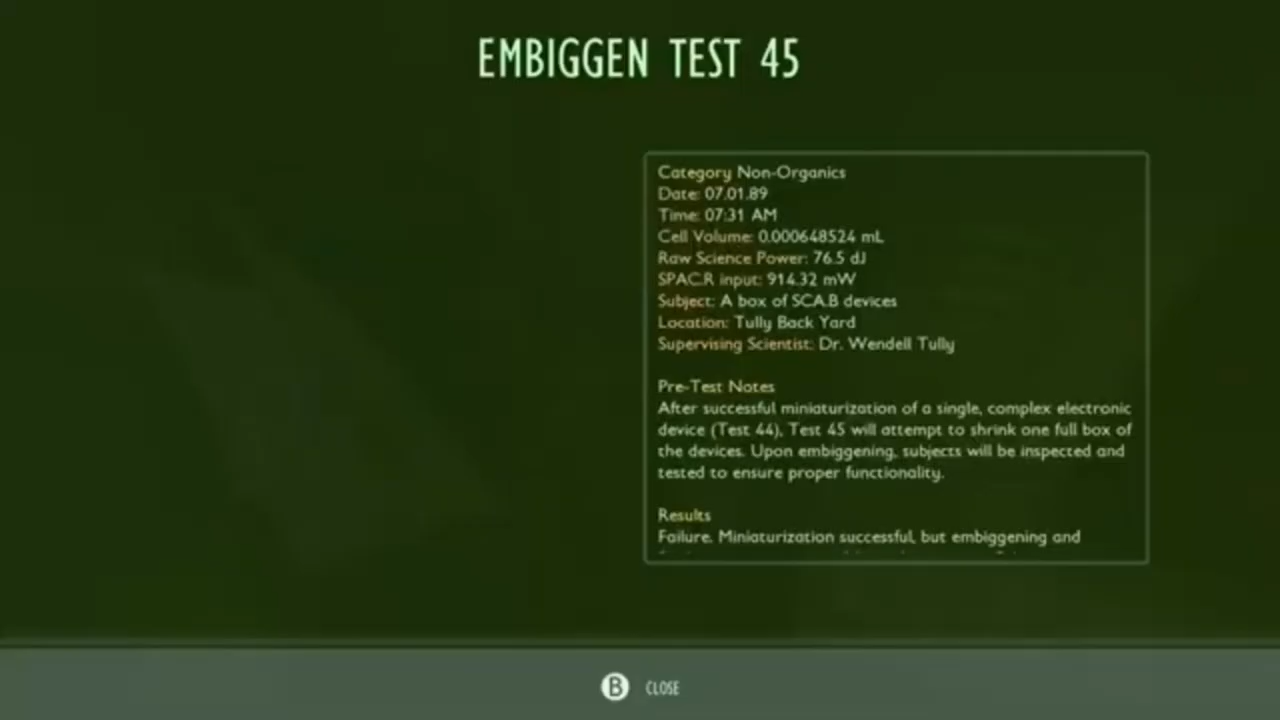 EMBIGGEN TEST 45
Category Non-Organics
Date: 07.01.89
Time: 07:31 AM
Cell Volume: 0.000648524 mL
Raw Science Power: 76.5 dJ
SPAC.R input: 914.32 mW
Subject: A box of SCA.B devices
Location: Tully Back Yard
Supervising Scientist: Dr. Wendell Tully
Pre-Test Notes
After successful miniaturization of a single, complex electronic
device (Test 44), Test 45 will attempt to shrink one full box of
the devices. Upon embiggening, subjects will be inspected and
tested to ensure proper functionality.
Results
Failure. Miniaturization successful, but embiggening and
B CLOSE